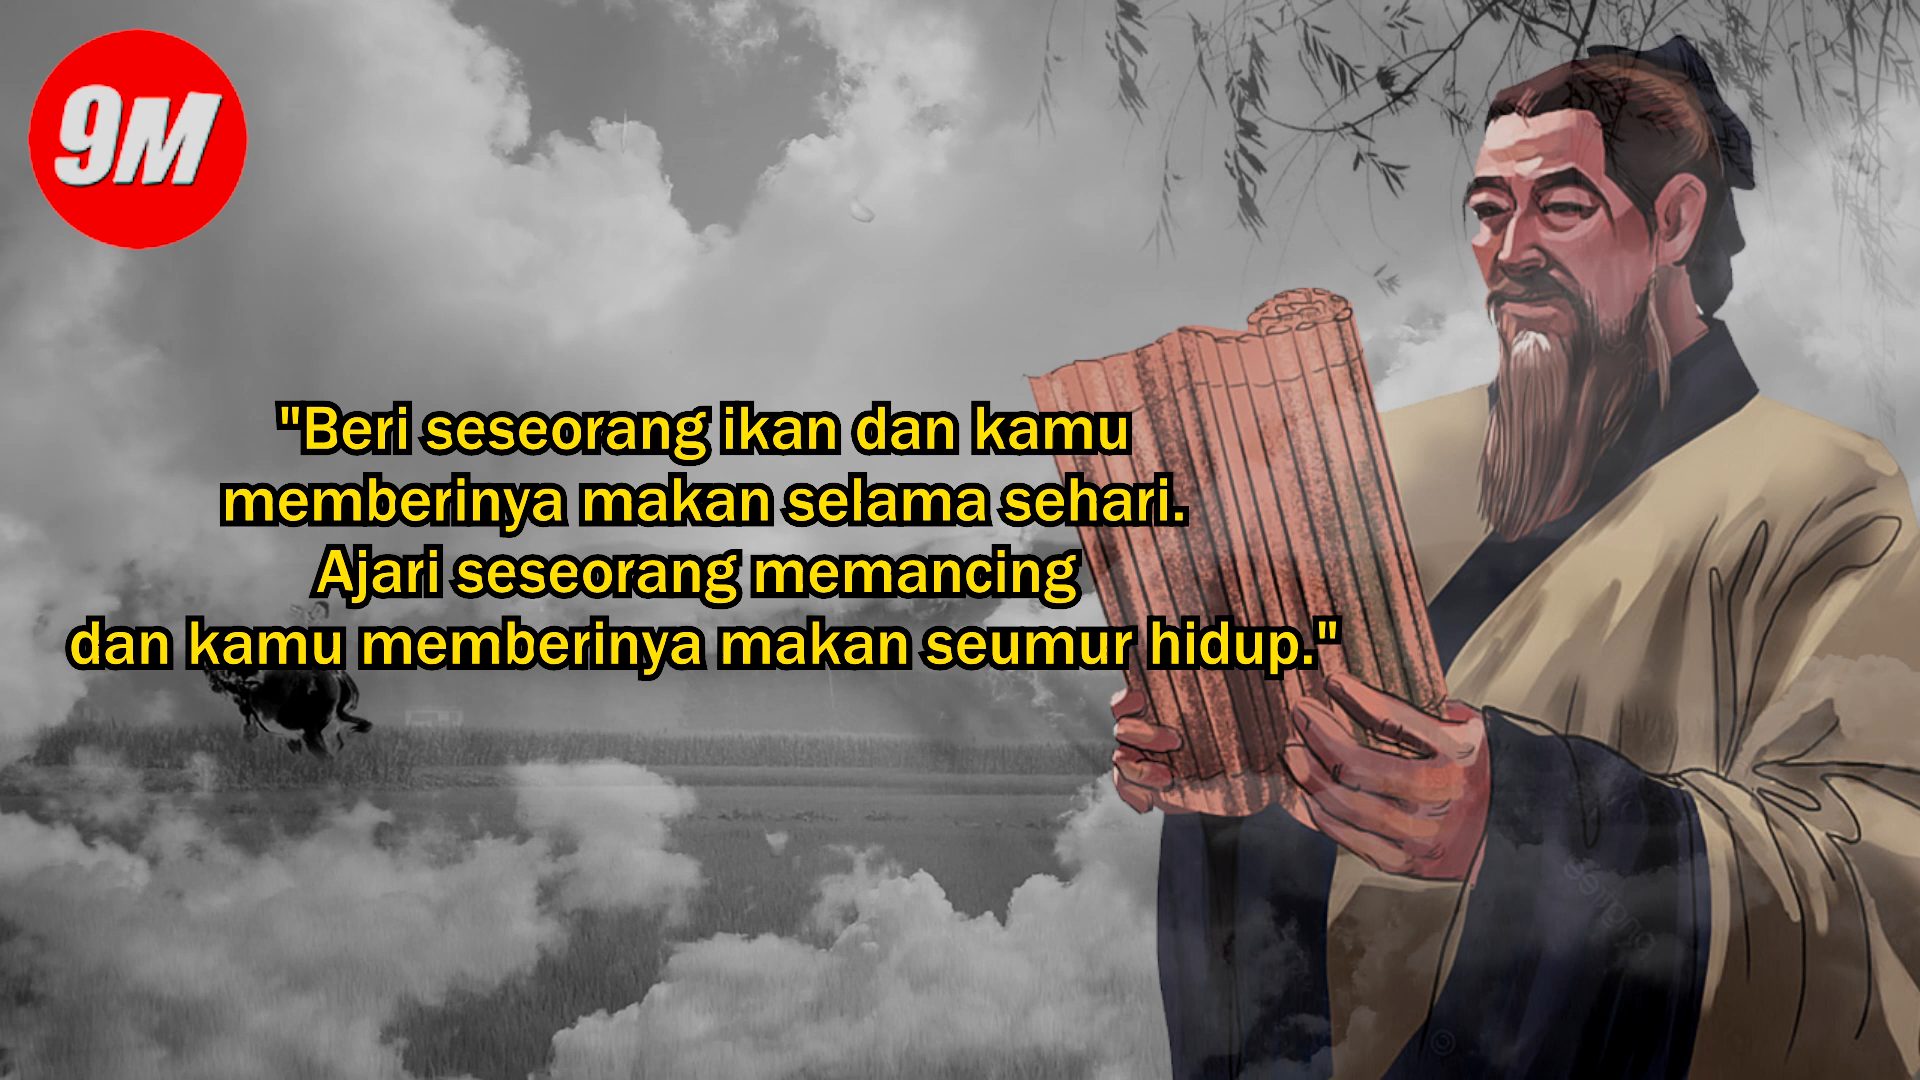 9M
"Beri seseorang ikan dan kamu
memberinya makan selama sehari.
Ajari seseorang memancing
dan kamu memberinya makan seumur hidup."